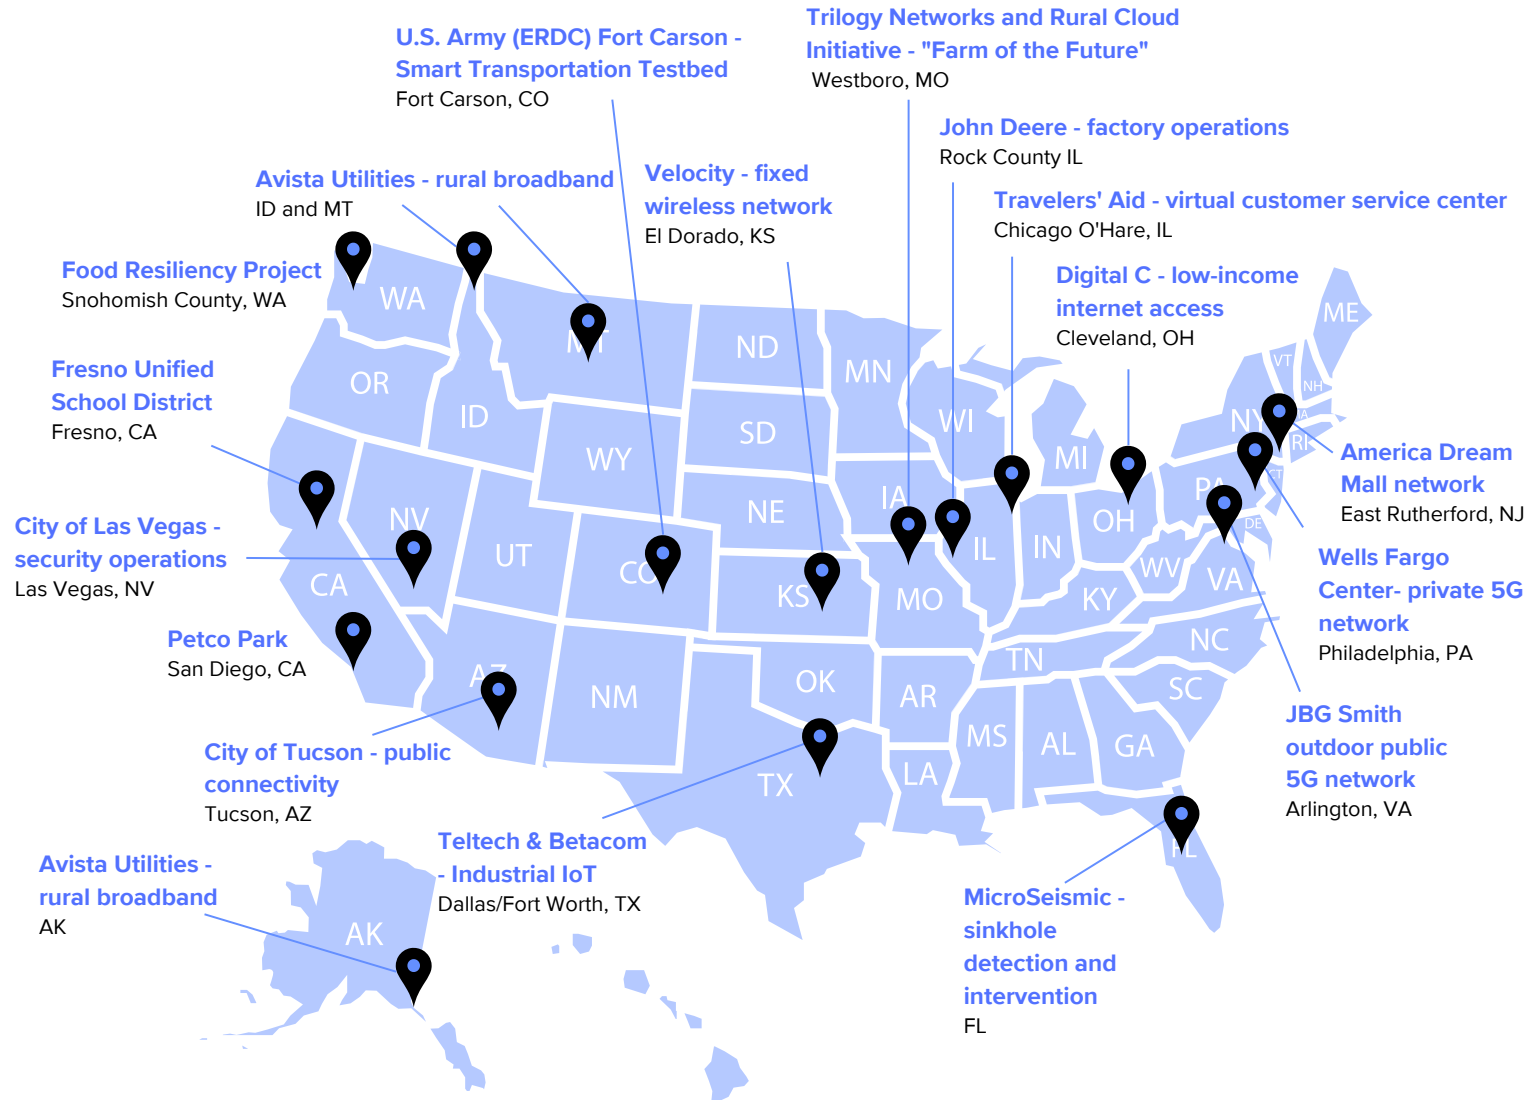 U.S. Army (ERDC) Fort Carson -
Smart Transportation Testbed
Fort Carson, CO
Trilogy Networks and Rural Cloud
Initiative - "Farm of the Future"
Westboro, MO
John Deere - factory operations
Rock County IL
Avista Utilities - rural broadband
ID and MT
Velocity - fixed
wireless network
El Dorado, KS
Travelers' Aid - virtual customer service center
Chicago O'Hare, IL
Food Resiliency Project
Snohomish County, WA
Digital C - low-income
internet access
Cleveland, OH
Fresno Unified
School District
Fresno, CA
America Dream
Mall network
East Rutherford, NJ
City of Las Vegas -
security operations
Las Vegas, NV
Wells Fargo
Center- private 5G
network
Philadelphia, PA
Petco Park
San Diego, CA
JBG Smith
outdoor public
5G network
Arlington, VA
City of Tucson - public
connectivity
Tucson, AZ
Teltech & Betacom
- Industrial IoT
Dallas/Fort Worth, TX
Avista Utilities -
rural broadband
AK
MicroSeismic -
sinkhole
detection and
intervention
FL
WA
OR
ID
MT
ND
MN
SD
WY
WI
MI
ME
VT
NH
NY
RI
CT
NE
IA
NV
UT
CO
KS
MO
IL
IN
OH
PA
DE
WV
VA
KY
CA
AZ
NM
OK
AR
TN
NC
SC
MS
AL
GA
LA
TX
FL
AK